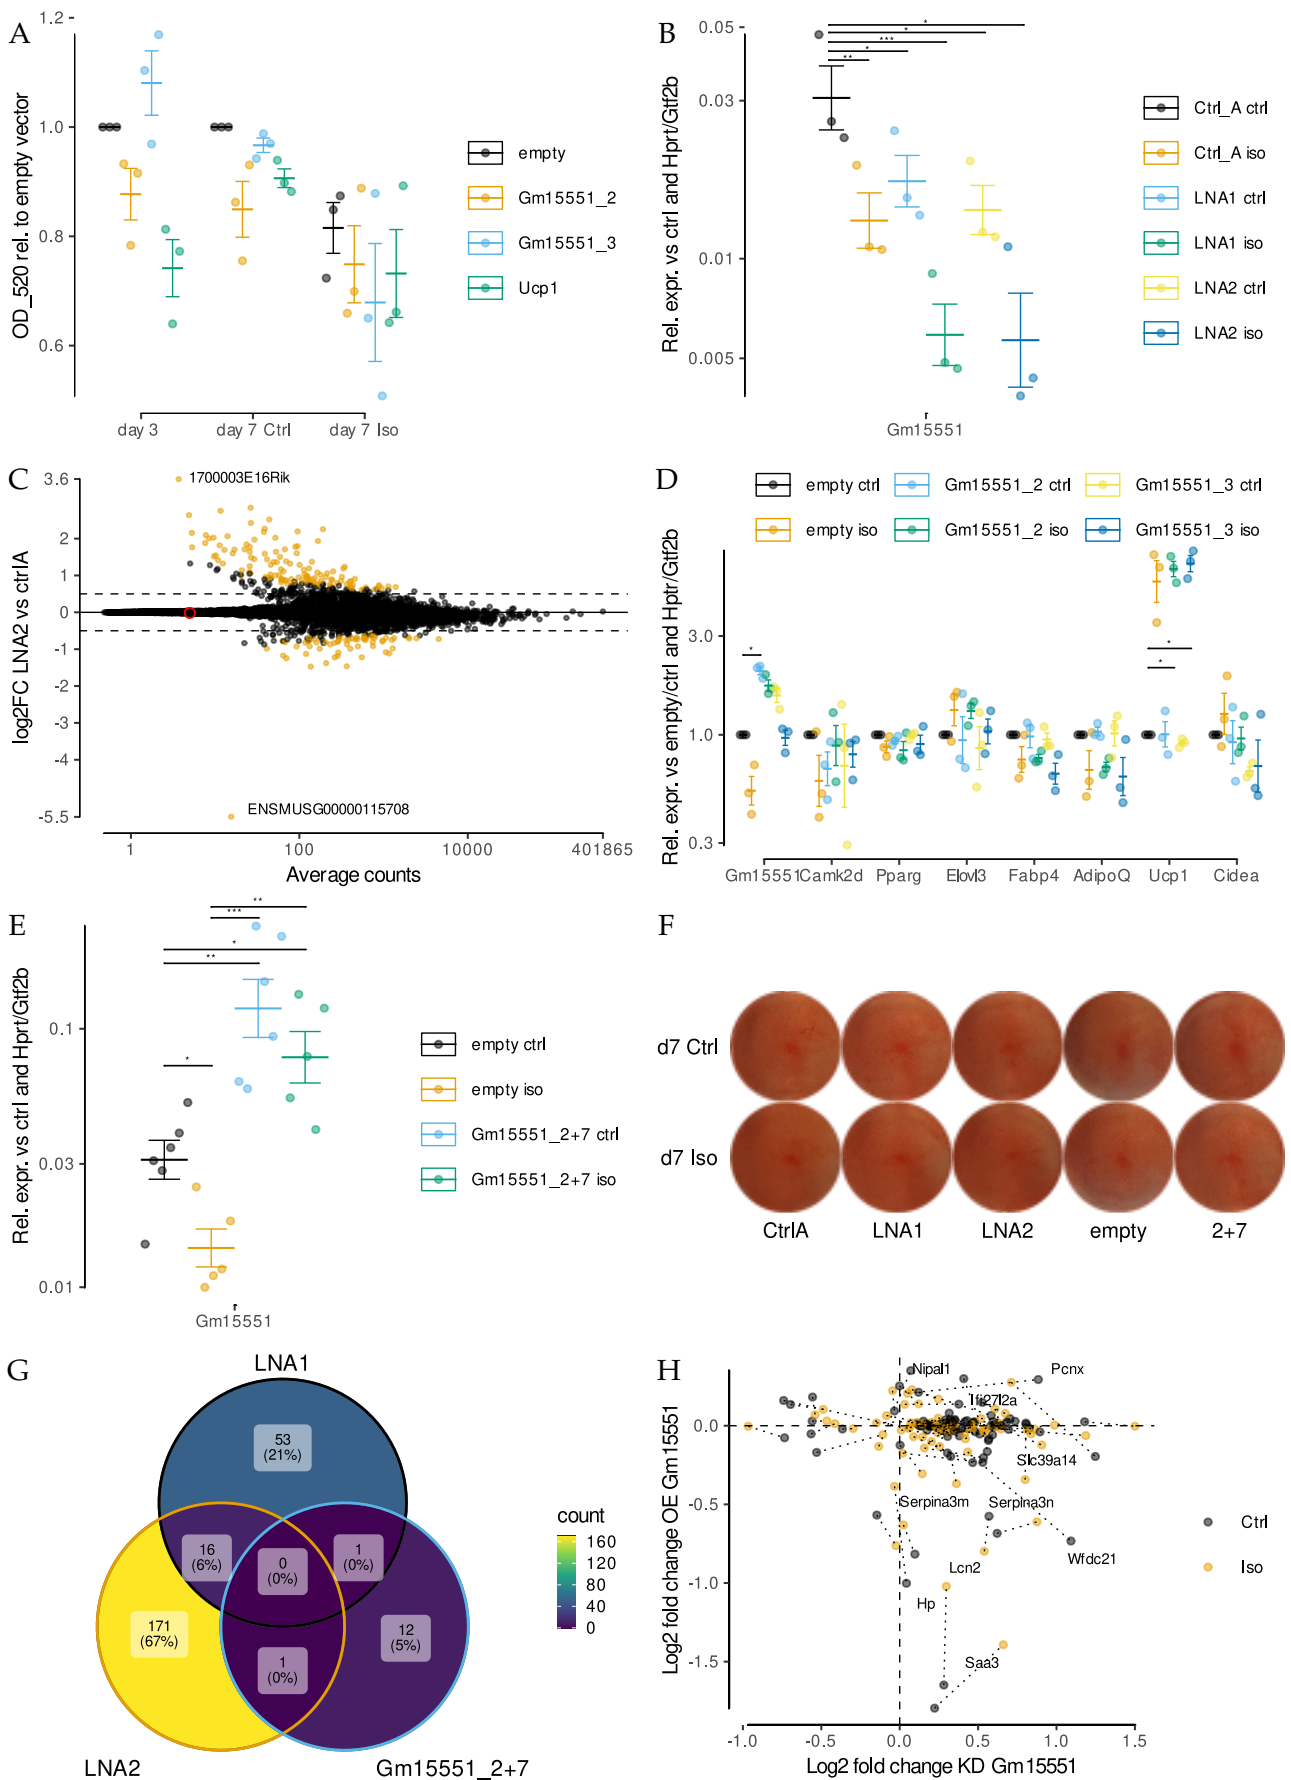 A
1.2
1.0
0.8
0.6
OD_520 rel. to empty vector
day 3
day 7 Ctrl
day 7 Iso
empty
Gm15551_2
Gm15551_3
Ucp1
B
0.05
0.03
0.01
0.005
Rel. expr. vs ctrl and Hprt/Gtf2b
*
*
***
*
**
Gm15551
Ctrl_A ctrl
Ctrl_A iso
LNA1 ctrl
LNA1 iso
LNA2 ctrl
LNA2 iso
C
3.6
2
1
0
-1
-2
-3
-4
-5.5
log2FC LNA2 vs ctrlA
1700003E16Rik
ENSMUSG00000115708
1
100
10000
401865
Average counts
D
empty ctrl
Gm15551_2 ctrl
Gm15551_3 ctrl
empty iso
Gm15551_2 iso
Gm15551_3 iso
3.0
1.0
0.3
Rel. expr. vs empty/ctrl and Hptr/Gtf2b
*
*
*
Gm15551
Camk2d
Pparg
Elovl3
Fabp4
AdipoQ
Ucp1
Cidea
E
0.1
0.03
0.01
Rel. expr. vs ctrl and Hprt/Gtf2b
**
***
*
**
*
Gm15551
empty ctrl
empty iso
Gm15551_2+7 ctrl
Gm15551_2+7 iso
F
d7 Ctrl
d7 Iso
CtrlA
LNA1
LNA2
empty
2+7
G
LNA1
53
(21%)
16
(6%)
0
(0%)
1
(0%)
171
(67%)
1
(0%)
12
(5%)
LNA2
Gm15551_2+7
count
160
120
80
40
0
H
0.0
-0.5
-1.0
-1.5
Log2 fold change OE Gm15551
Nipal1
Pcnx
Ifi27l2a
Slc39a14
Serpina3m
Serpina3n
Wfdc21
Lcn2
Hp
Saa3
-1.0
-0.5
0.0
0.5
1.0
1.5
Log2 fold change KD Gm15551
Ctrl
Iso